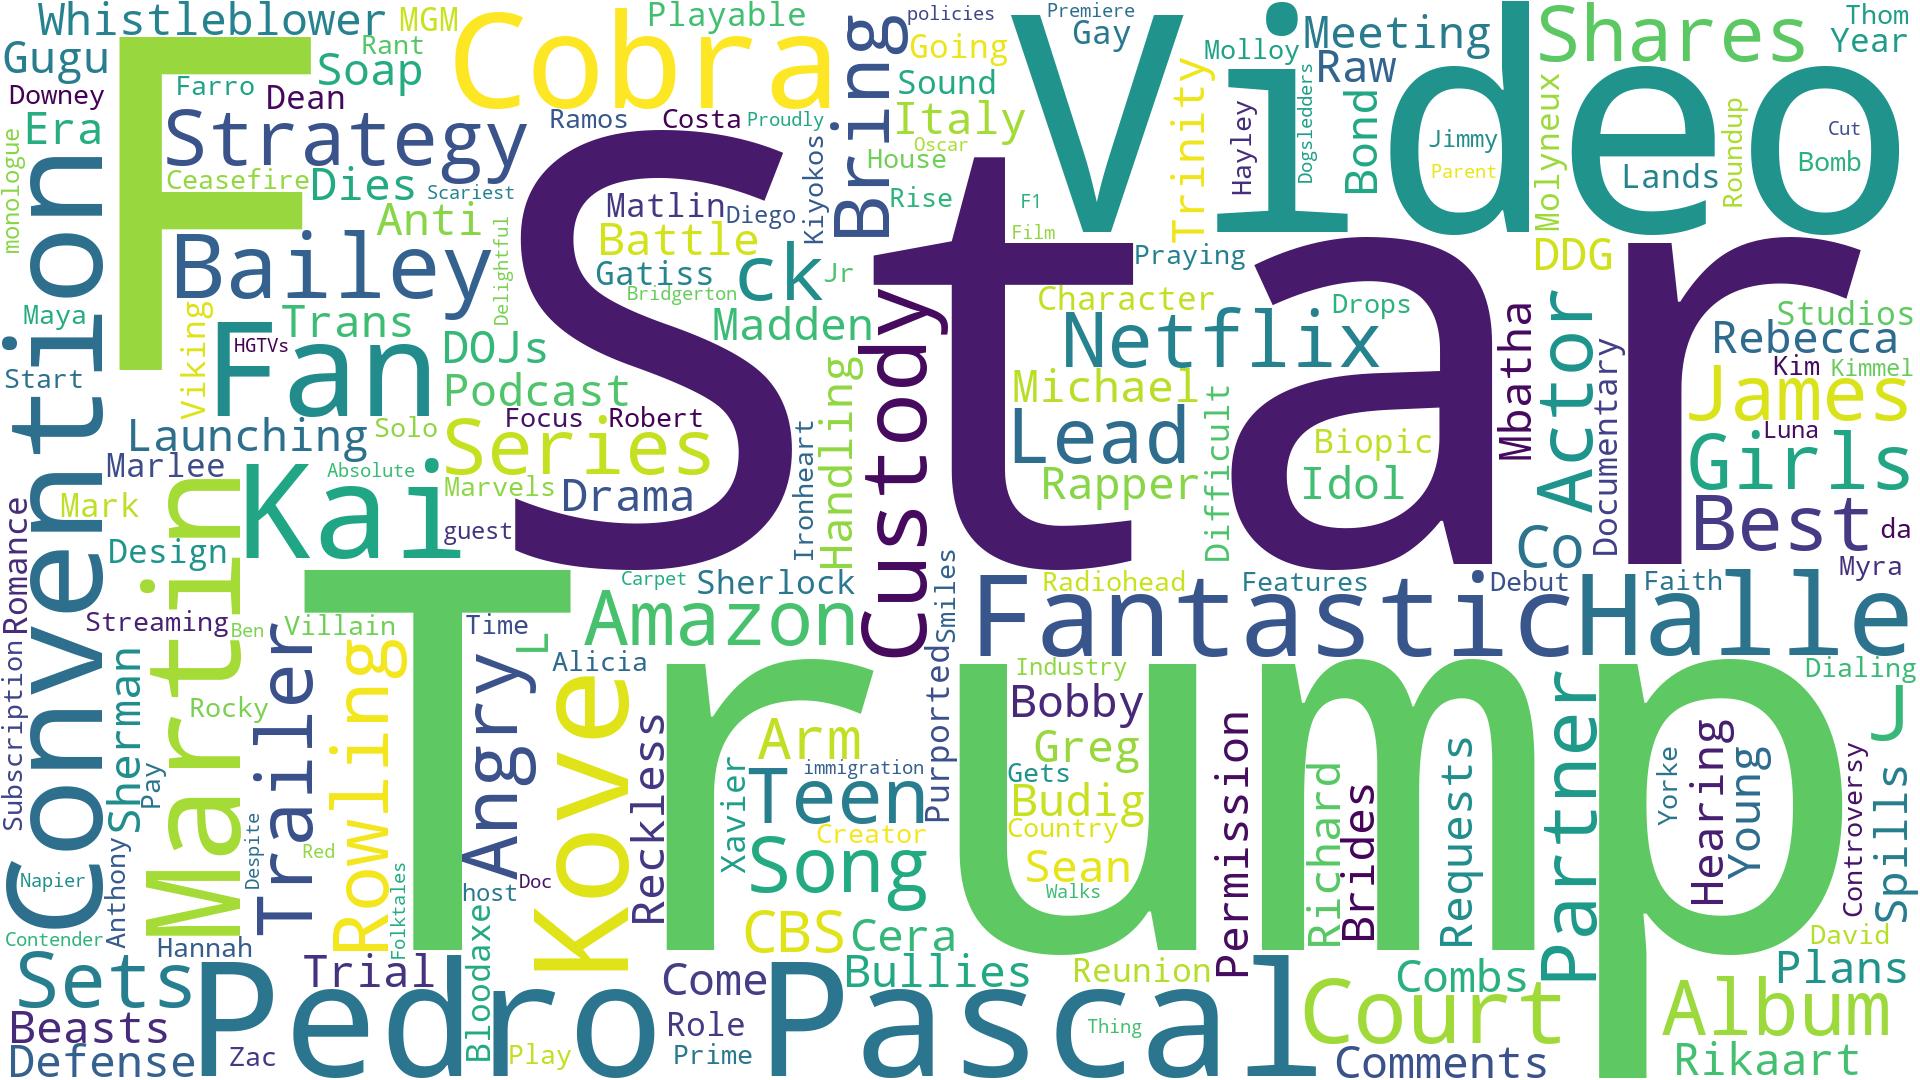 Whistleblower
MGM
Cobra
Playable
Bring
policies
Premiere
Video
Meeting
Shares
Thom
Year
Gugu
Rant
Soap
Going
Gay
Molloy
Raw
Downey
Farro
Dean
Sound
Trinity
Dogsledders
Bond
Molyneux
Roundup
Cut
Era
F
Strategy
Ramos
Costa
Proudly
Italy
Oscar
Hayley
Jimmy
Parent
Lands
Bomb
monologue
Convention
Ceasefire
Dies
Scariest
Star
House
Rise
F1
Film
Matlin
Diego
Kiyokos
Anti
Battle
Bailey
Delightful
Gatiss
ck
Jr
Bridgerton
Praying
DDG
Maya
Viking
Trans
Madden
Custody
Character
Drops
Studios
HGTVs
Fan
DOJs
Netflix
Mbatha
Actor
Documentary
Rebecca
Start
Podcast
Handling
Michael
Difficult
Kim
Kimmel
James
Launching
Solo
Focus
Robert
Series
Ironheart
Lead
Biopic
Luna
Girls
Marlee
Martin
Kai
Absolute
Marvels
Drama
Rapper
Idol
Mark
Romance
guest
Co
Best
da
Design
Carpet
Sherlock
Smiles
Fantastic
Radiohead
Features
Debut
Halle
Faith
Myra
Streaming
Ben
Villain
Trump
Time
L
Amazon
Subscription
Sherman
Trailer
Rowling
Angry
Alicia
Kove
Purported
Industry
Partner
Dialing
Rocky
Reckless
Arm
Bobby
Permission
Requests
Yorke
Hearing
Young
J
Pay
Xavier
immigration
Teen
Greg
Gets
Budig
Richard
Brides
Controversy
Spills
Anthony
Despite
Red
Creator
Country
Song
Sean
Walks
Napier
Folktales
host
Doc
Contender
Hannah
Bloodaxe
CBS
Cera
David
Sets
Trial
Come
Bullies
Reunion
Combs
Plans
Beasts
Pedro
Role
Pascal
Thing
Court
Album
Defense
Zac
Play
Prime
Comments
Rikaart